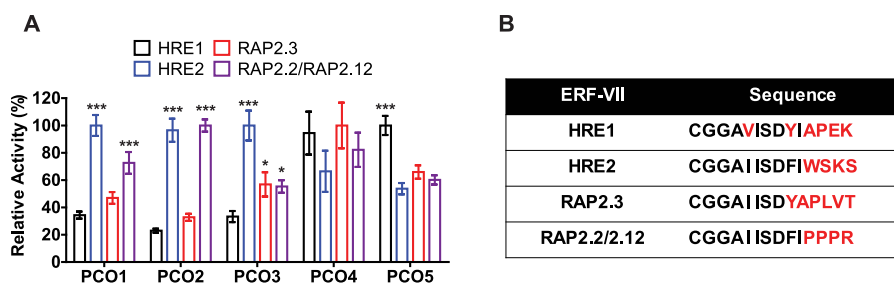 A
HRE1 RAP2.3
HRE2 RAP2.2/RAP2.12
Relative Activity (%)
120
100
80
60
40
20
0
*** *** *** *** * * *** ***
PCO1 PCO2 PCO3 PCO4 PCO5
B
ERF-VII Sequence
HRE1 CGGAVISDYIAPEK
HRE2 CGGAIISDFIWSKS
RAP2.3 CGGAIISDYAPLVT
RAP2.2/2.12 CGGAIISDFIPPPR